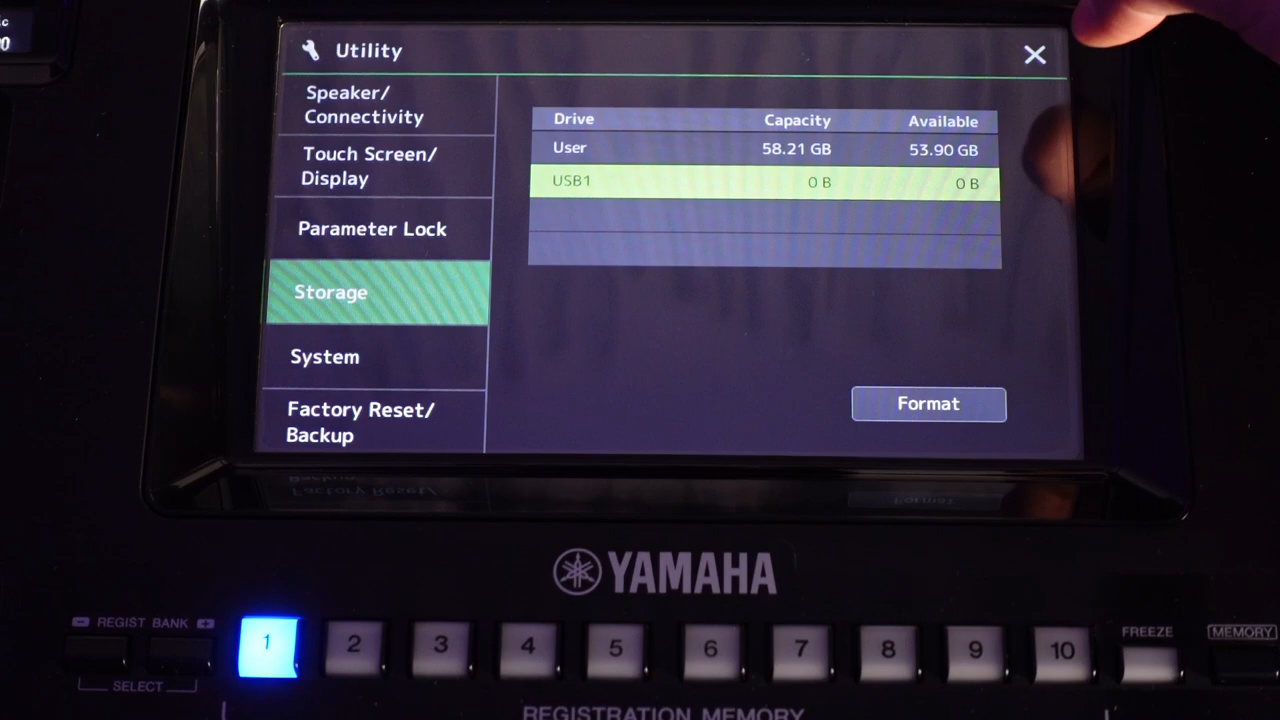 c
0
Utility
Speaker/
Connectivity
Touch Screen/
Display
Parameter Lock
Storage
System
Factory Reset/
Backup
Drive Capacity Available
User 58.21 GB 53.90 GB
USB1 0 B 0 B
Format
YAMAHA
REGIST BANK
SELECT
1 2 3 4 5 6 7 8 9 10
FREEZE
MEMORY
REGISTRATION MEMORY